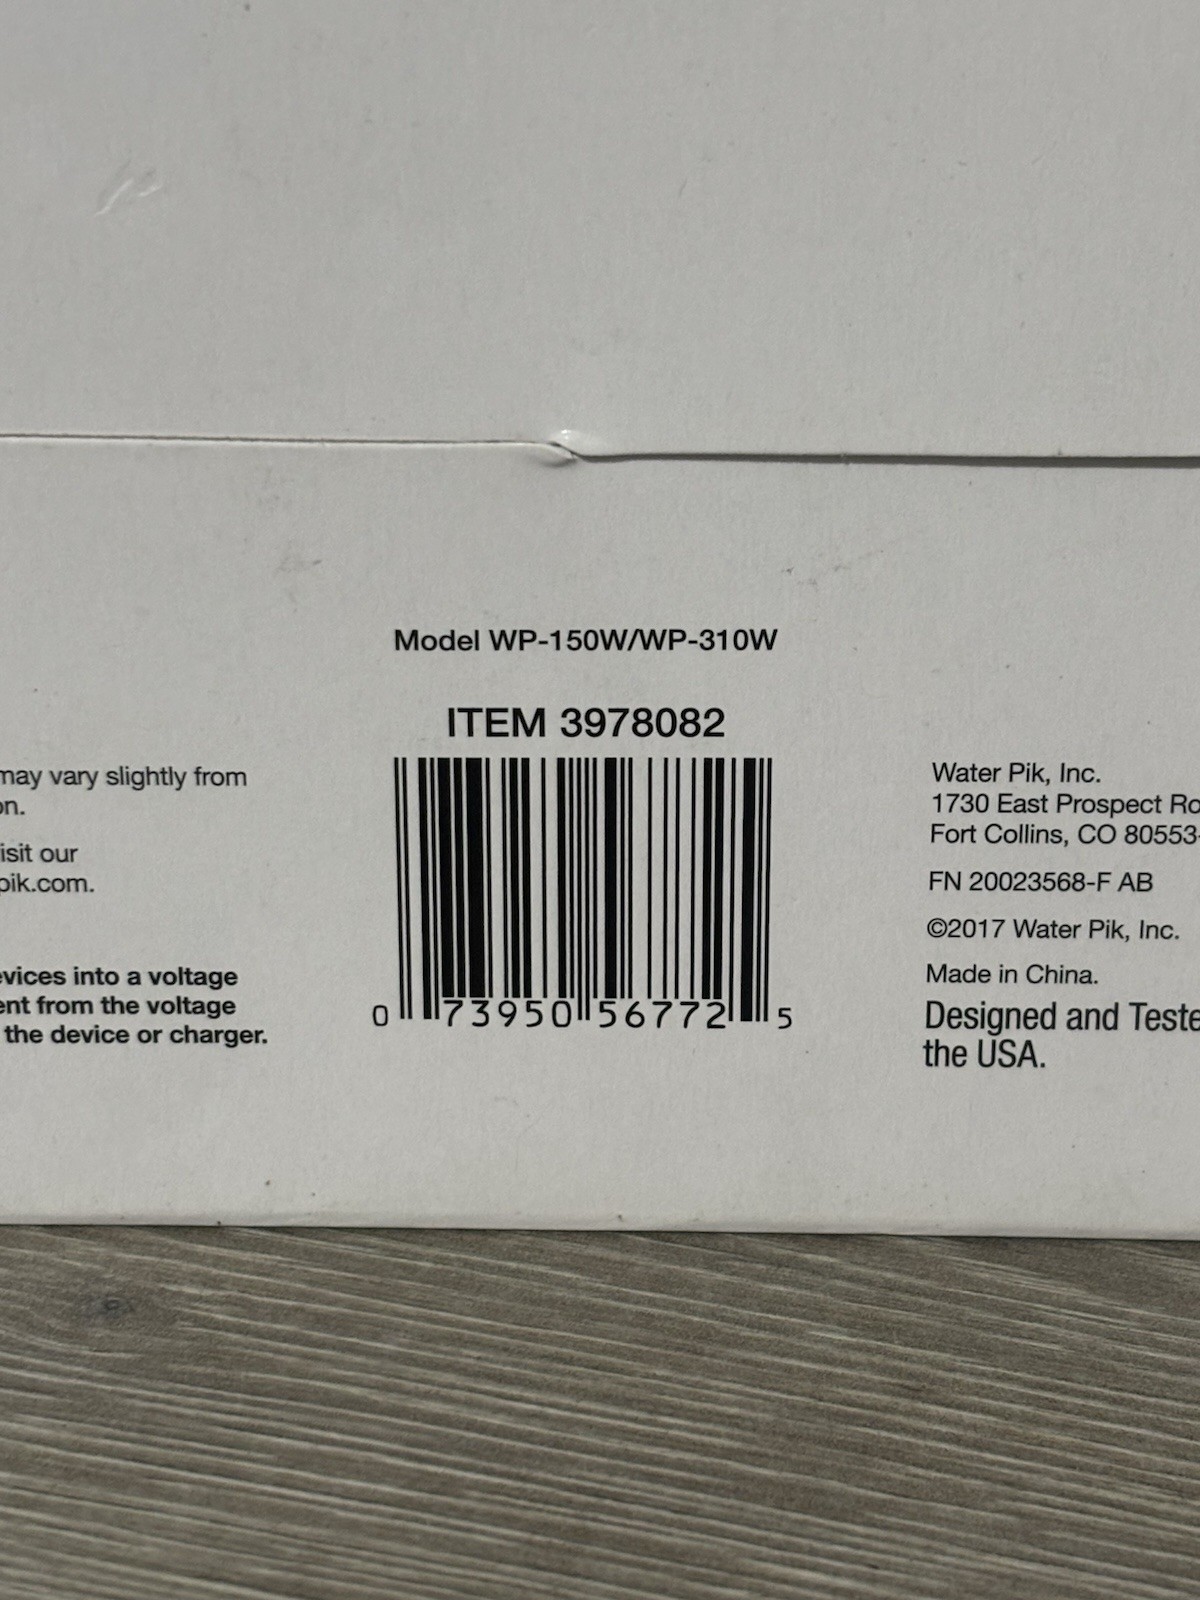 Model WP-150W/WP-310W
ITEM 3978082
0 73950 56772 5
may vary slightly from
on.
isit our
pik.com.
evices into a voltage
ent from the voltage
the device or charger.
Water Pik, Inc.
1730 East Prospect Ro
Fort Collins, CO 80553-
FN 20023568-F AB
©2017 Water Pik, Inc.
Made in China.
Designed and Teste
the USA.